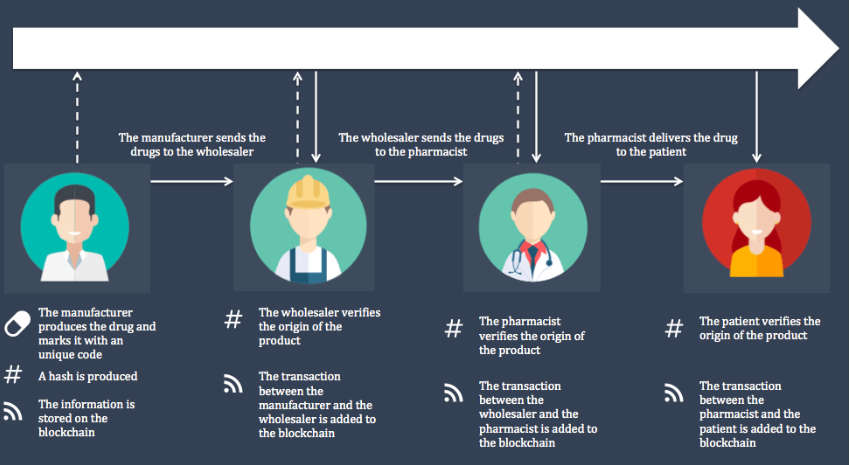 The manufacturer sends the
drugs to the wholesaler
The wholesaler sends the drugs
to the pharmacist
The pharmacist delivers the drug
to the patient
The manufacturer
produces the drug and
marks it with an
unique code
#
A hash is produced
The information is
stored on the
blockchain
#
The wholesaler verifies
the origin of the
product
The transaction
between the
manufacturer and the
wholesaler is added to
the blockchain
#
The pharmacist
verifies the origin of
the product
The transaction
between the
wholesaler and the
pharmacist is added to
the blockchain
#
The patient verifies the
origin of the product
The transaction
between the
pharmacist and the
patient is added to the
blockchain